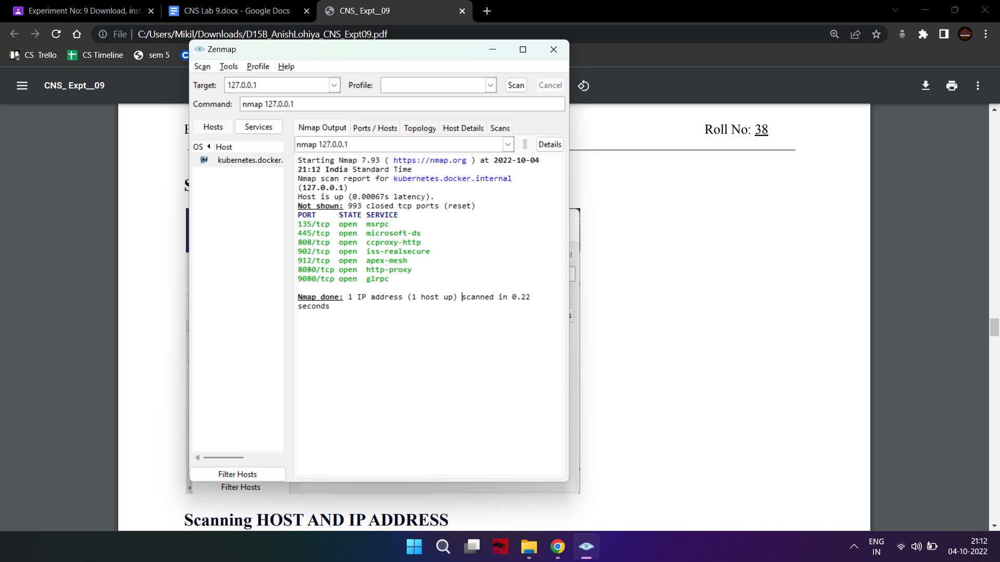 Experiment No: 9 Download, inst
CNS Lab 9.docx - Google Docs
CNS_ Expt__09
File
C:/Users/Mikil/Downloads/D15B_AnishLohiya_CNS_Expt09.pdf
CS Trello
CS Timeline
sem 5
CNS_ Expt__09
Zenmap
Scan Tools Profile Help
Target: 127.0.0.1 Profile: Scan Cancel
Command: nmap 127.0.0.1
Hosts Services
Nmap Output Ports / Hosts Topology Host Details Scans
OS Host
kubernetes.docker.
nmap 127.0.0.1 Details
Starting Nmap 7.93 ( https://nmap.org ) at 2022-10-04
21:12 India Standard Time
Nmap scan report for kubernetes.docker.internal
(127.0.0.1)
Host is up (0.00067s latency).
Not shown: 993 closed tcp ports (reset)
PORT STATE SERVICE
135/tcp open msrpc
445/tcp open microsoft-ds
808/tcp open ccproxy-http
902/tcp open iss-realsecure
912/tcp open apex-mesh
8080/tcp open http-proxy
9080/tcp open glrpc
Nmap done: 1 IP address (1 host up) scanned in 0.22
seconds
Filter Hosts
Filter Hosts
Roll No: 38
Scanning HOST AND IP ADDRESS
ENG
IN
21:12
04-10-2022